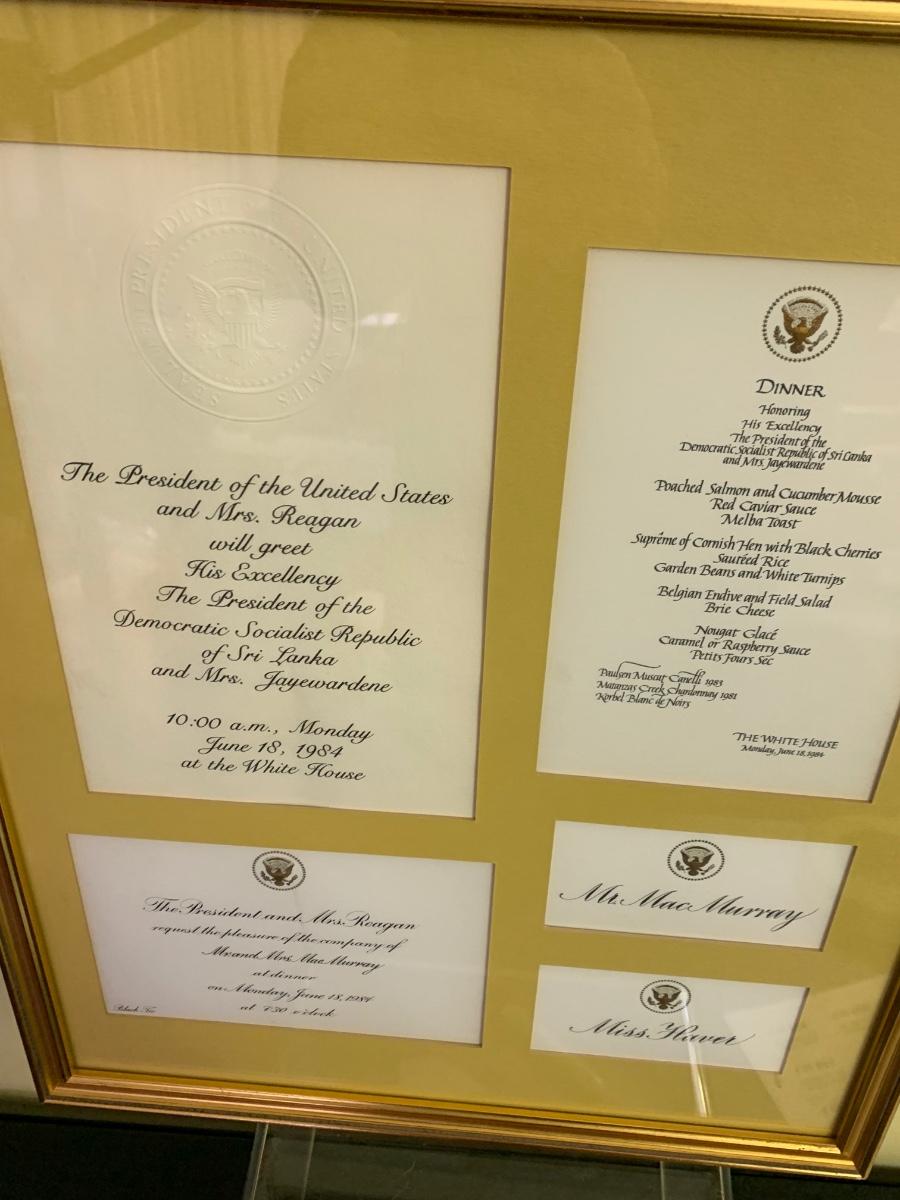 SEAL OF THE PRESIDENT OF THE UNITED STATES
The President of the United States
and Mrs. Reagan
will greet
His Excellency
The President of the
Democratic Socialist Republic
of Sri Lanka
and Mrs. Jayewardene
10:00 a.m., Monday
June 18, 1984
at the White House
DINNER
Honoring
His Excellency
The President of the
Democratic Socialist Republic of Sri Lanka
and Mrs. Jayewardene
Poached Salmon and Cucumber Mousse
Red Caviar Sauce
Melba Toast
Suprême of Cornish Hen with Black Cherries
Sautéed Rice
Garden Beans and White Turnips
Belgian Endive and Field Salad
Brie Cheese
Nougat Glacé
Caramel or Raspberry Sauce
Petits Fours Sec
Paulsen Muscat Canelli 1983
Matanzas Creek Chardonnay 1981
Korbel Blanc de Noirs
THE WHITE HOUSE
Monday, June 18, 1984
The President and Mrs. Reagan
request the pleasure of the company of
Mr. and Mrs. MacMurray
at dinner
on Monday, June 18, 1984
at 7:30 o'clock
Black Tie
Mr. MacMurray
Miss Haver